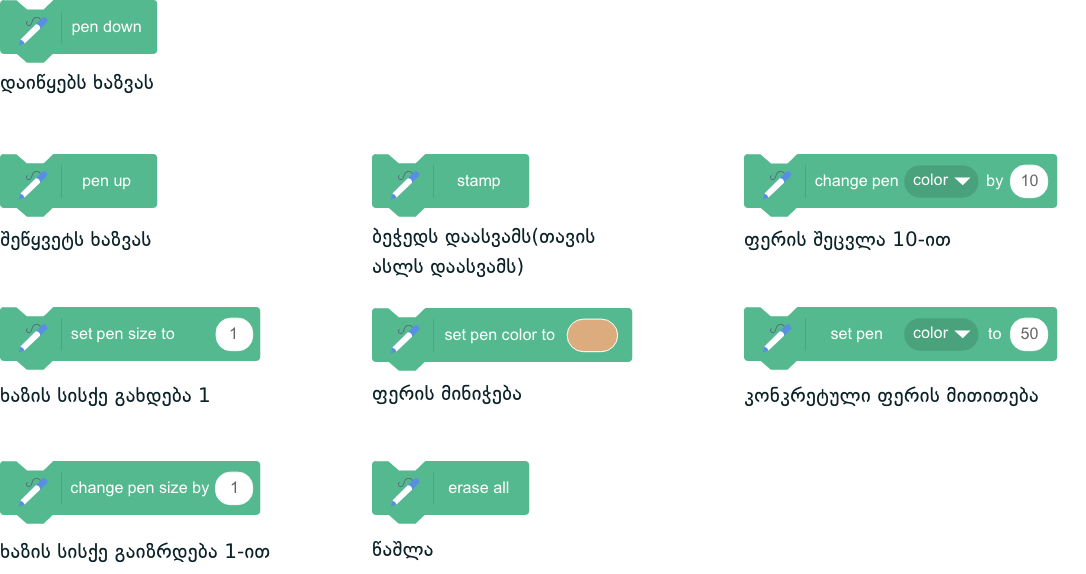 pen down
დაიწყებს ხაზვას
pen up
შეწყვეტს ხაზვას
stamp
ბეჭედს დაასვამს(თავის
ასლს დაასვამს)
change pen color by 10
ფერის შეცვლა 10-ით
set pen size to 1
ხაზის სისქე გახდება 1
set pen color to
ფერის მინიჭება
set pen color to 50
კონკრეტული ფერის მითითება
change pen size by 1
ხაზის სისქე გაიზრდება 1-ით
erase all
წაშლა